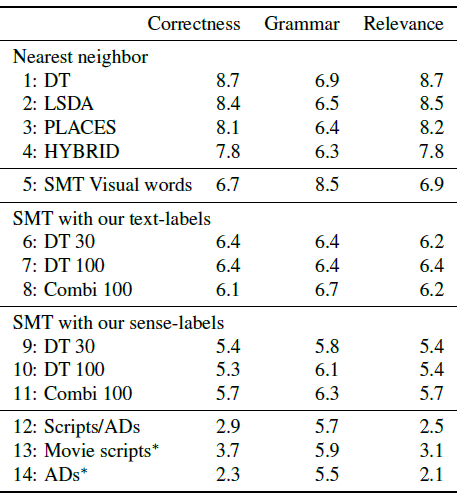 Correctness Grammar Relevance
Nearest neighbor
1: DT 8.7 6.9 8.7
2: LSDA 8.4 6.5 8.5
3: PLACES 8.1 6.4 8.2
4: HYBRID 7.8 6.3 7.8
5: SMT Visual words 6.7 8.5 6.9
SMT with our text-labels
6: DT 30 6.4 6.4 6.2
7: DT 100 6.4 6.4 6.4
8: Combi 100 6.1 6.7 6.2
SMT with our sense-labels
9: DT 30 5.4 5.8 5.4
10: DT 100 5.3 6.1 5.4
11: Combi 100 5.7 6.3 5.7
12: Scripts/ADs 2.9 5.7 2.5
13: Movie scripts* 3.7 5.9 3.1
14: ADs* 2.3 5.5 2.1